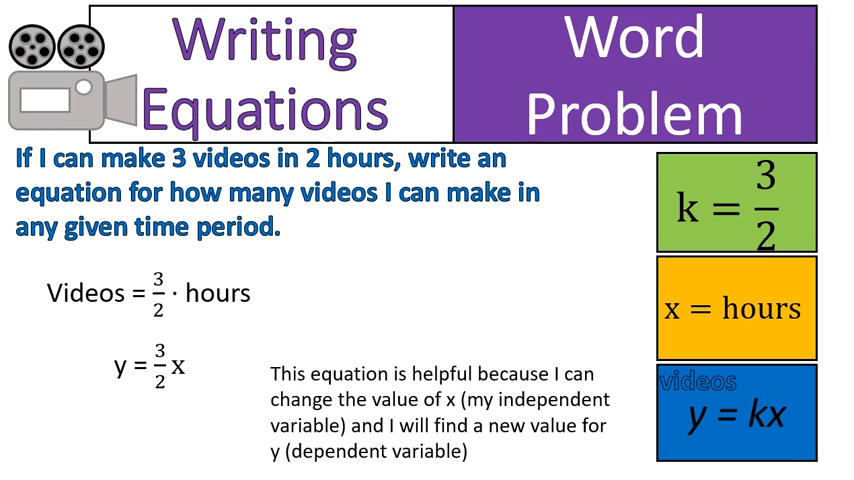 Writing
Equations
Word
Problem
If I can make 3 videos in 2 hours, write an
equation for how many videos I can make in
any given time period.
k = 3/2
Videos = 3/2 · hours
x = hours
y = 3/2 x
This equation is helpful because I can
change the value of x (my independent
variable) and I will find a new value for
y (dependent variable)
videos
y = kx